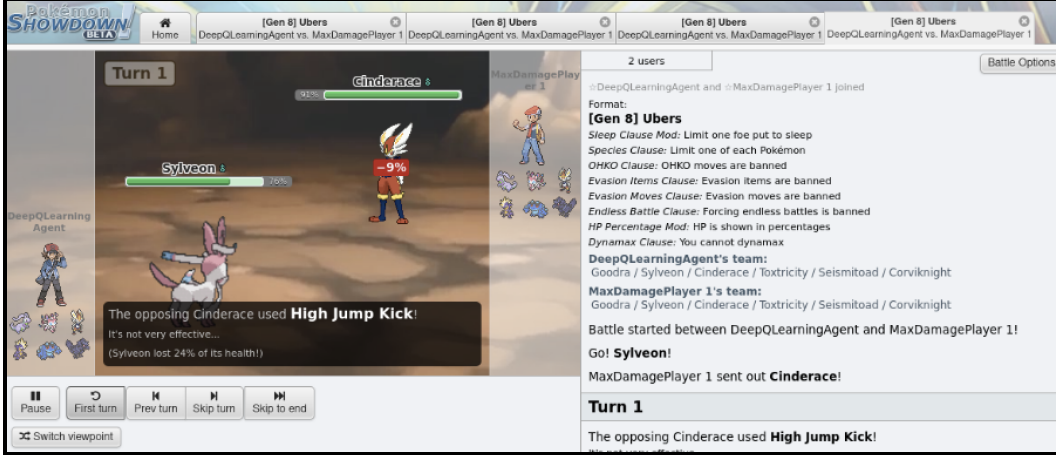 Pokémon
SHOWDOWN
BETA
Home
[Gen 8] Ubers
DeepQLearningAgent vs. MaxDamagePlayer 1
[Gen 8] Ubers
DeepQLearningAgent vs. MaxDamagePlayer 1
[Gen 8] Ubers
DeepQLearningAgent vs. MaxDamagePlayer 1
[Gen 8] Ubers
DeepQLearningAgent vs. MaxDamagePlayer 1
Turn 1
Cinderace
91%
-9%
Sylveon
76%
DeepQLearning
Agent
MaxDamagePlay
er 1
The opposing Cinderace used High Jump Kick!
It's not very effective...
(Sylveon lost 24% of its health!)
Pause
First turn
Prev turn
Skip turn
Skip to end
Switch viewpoint
2 users
Battle Options
☆DeepQLearningAgent and ☆MaxDamagePlayer 1 joined
Format:
[Gen 8] Ubers
Sleep Clause Mod: Limit one foe put to sleep
Species Clause: Limit one of each Pokémon
OHKO Clause: OHKO moves are banned
Evasion Items Clause: Evasion items are banned
Evasion Moves Clause: Evasion moves are banned
Endless Battle Clause: Forcing endless battles is banned
HP Percentage Mod: HP is shown in percentages
Dynamax Clause: You cannot dynamax
DeepQLearningAgent's team:
Goodra / Sylveon / Cinderace / Toxtricity / Seismitoad / Corviknight
MaxDamagePlayer 1's team:
Goodra / Sylveon / Cinderace / Toxtricity / Seismitoad / Corviknight
Battle started between DeepQLearningAgent and MaxDamagePlayer 1!
Go! Sylveon!
MaxDamagePlayer 1 sent out Cinderace!
Turn 1
The opposing Cinderace used High Jump Kick!